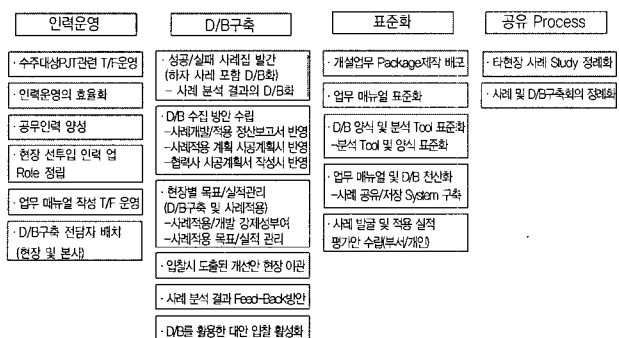 인력운영
· 수주대상PJT관련 T/F운영
· 인력운영의 효율화
· 공무인력 양성
· 현장 선투입 인력 업
Role 정립
· 업무 매뉴얼 작성 T/F 운영
· D/B구축 전담자 배치
(현장 및 본사)
D/B구축
· 성공/실패 사례집 발간
(하자 사례 포함 D/B화)
- 사례 분석 결과의 D/B화
· D/B 수집 방안 수립
-사례개발/적용 정산보고서 반영
-사례적용 계획 시공계획서 반영
-협력사 시공계획서 작성시 반영
· 현장별 목표/실적관리
(D/B구축 및 사례적용)
-사례적용/개발 강제성부여
-사례적용 목표/실적 관리
· 입찰시 도출된 개선안 현장 이관
· 사례 분석 결과 Feed-Back방안
· D/B를 활용한 대안 입찰 활성화
표준화
· 개설업무 Package제작 배포
· 업무 매뉴얼 표준화
· D/B 양식 및 분석 Tool 표준화
-분석 Tool 및 양식 표준화
· 업무 매뉴얼 및 D/B 전산화
-사례 공유/저장 System 구축
· 사례 발굴 및 적용 실적
평가안 수립(부서/개인)
공유 Process
· 타현장 사례 Study 정례화
· 사례 및 D/B구축회의 정례화